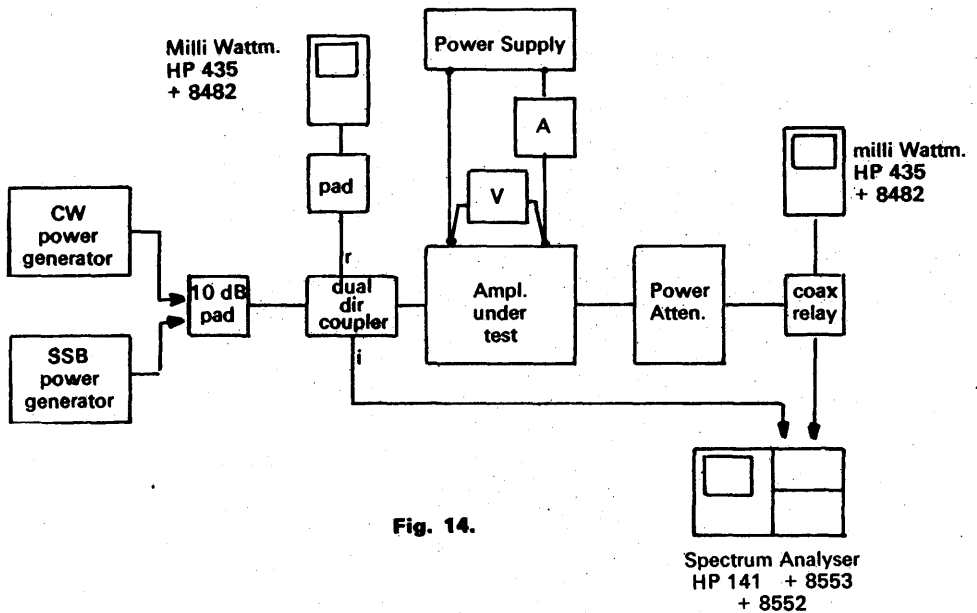 Milli Wattm.
HP 435
+ 8482
Power Supply
A
milli Wattm.
HP 435
+ 8482
pad
V
CW
power
generator
r
10 dB
pad
dual
dir
coupler
Ampl.
under
test
Power
Atten.
coax
relay
i
SSB
power
generator
Fig. 14.
Spectrum Analyser
HP 141 + 8553
+ 8552